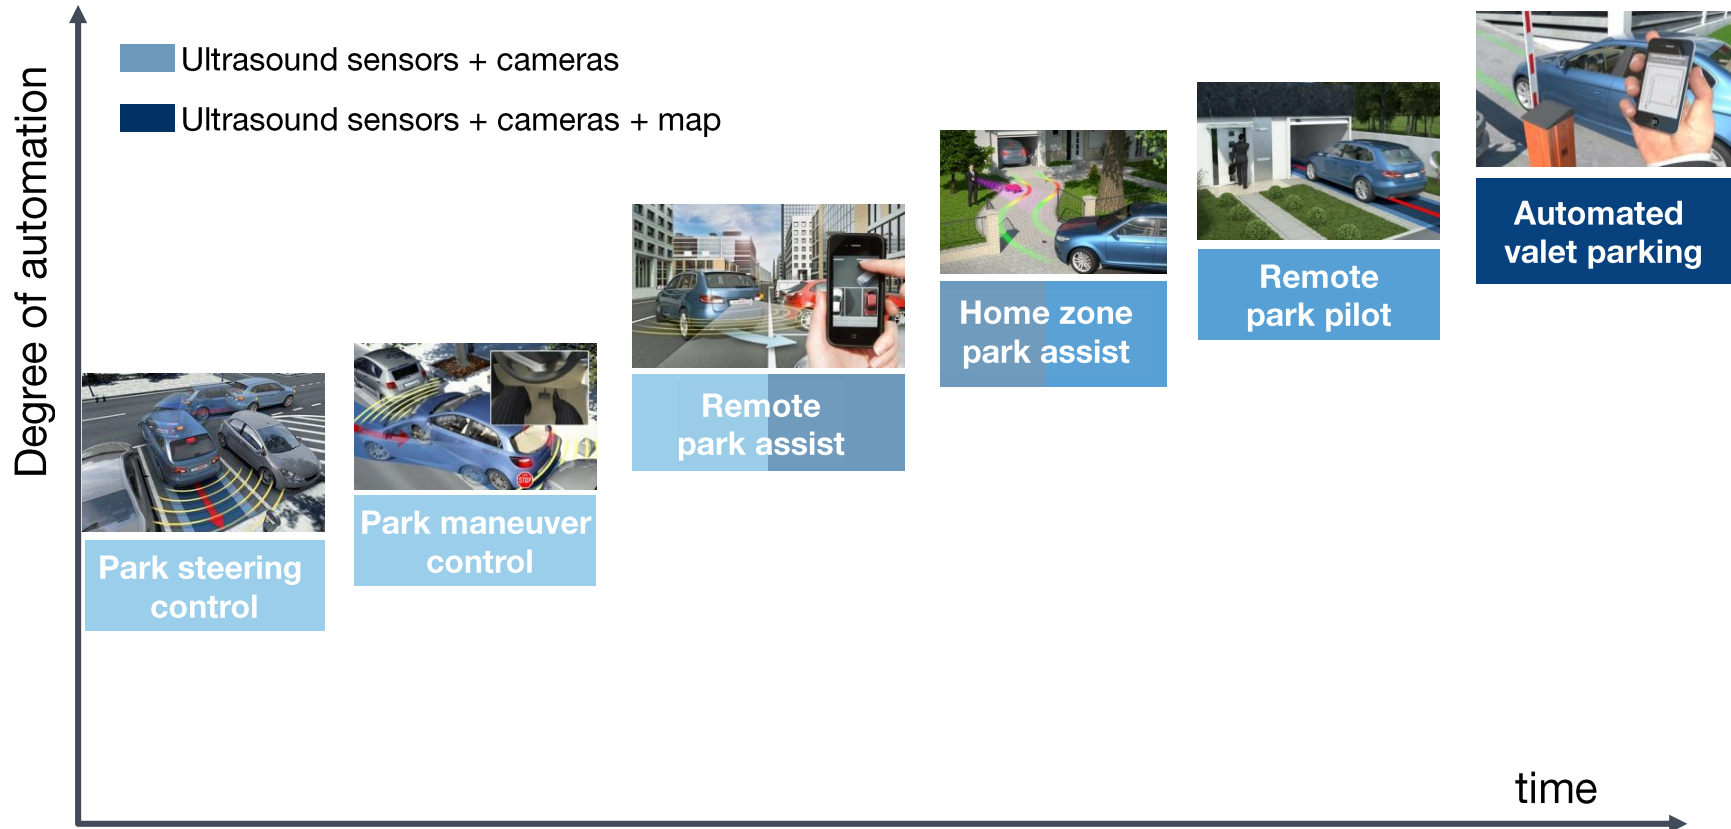 Degree of automation
Ultrasound sensors + cameras
Ultrasound sensors + cameras + map
Park steering
control
Park maneuver
control
STOP
Remote
park assist
Home zone
park assist
Remote
park pilot
Automated
valet parking
time